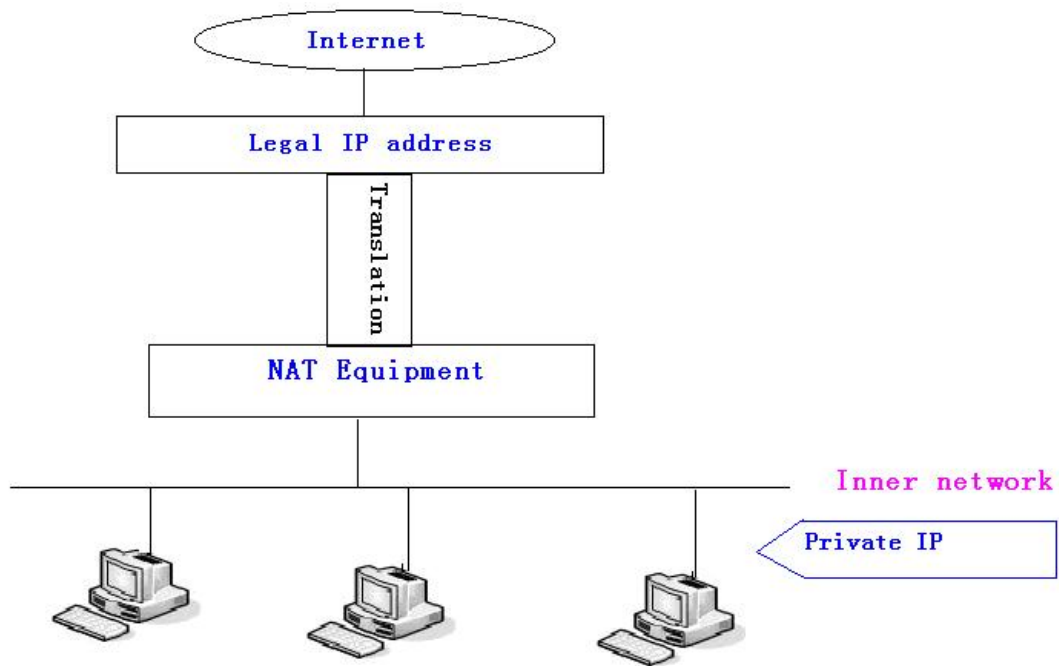 Internet
Legal IP address
Translation
NAT Equipment
Inner network
Private IP